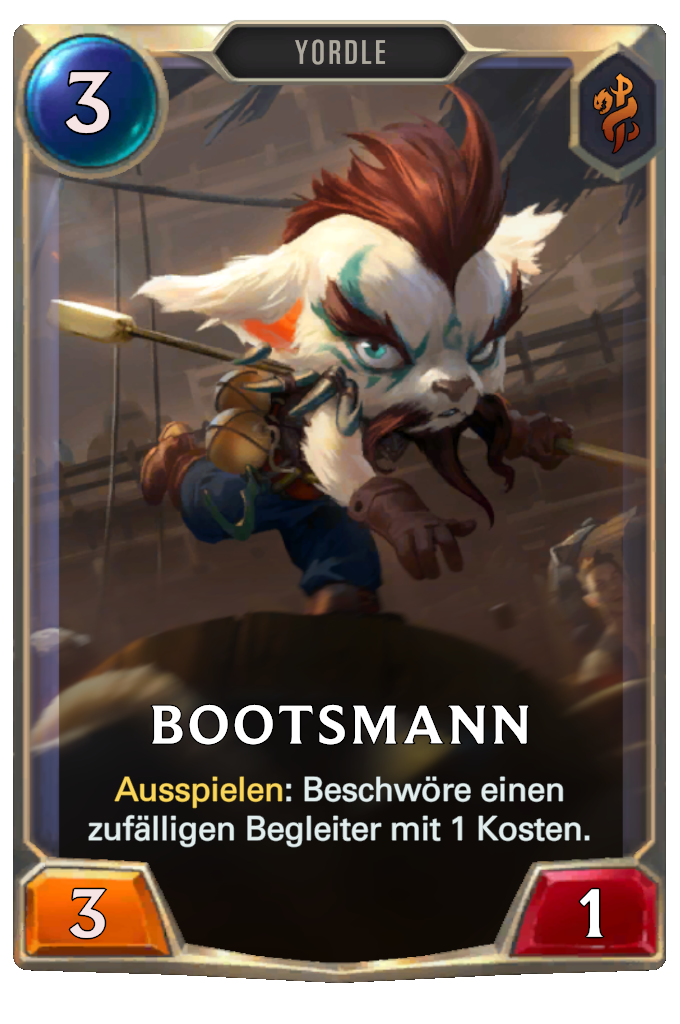 YORDLE
3
BOOTSMANN
Ausspielen: Beschwöre einen
zufälligen Begleiter mit 1 Kosten.
3
1